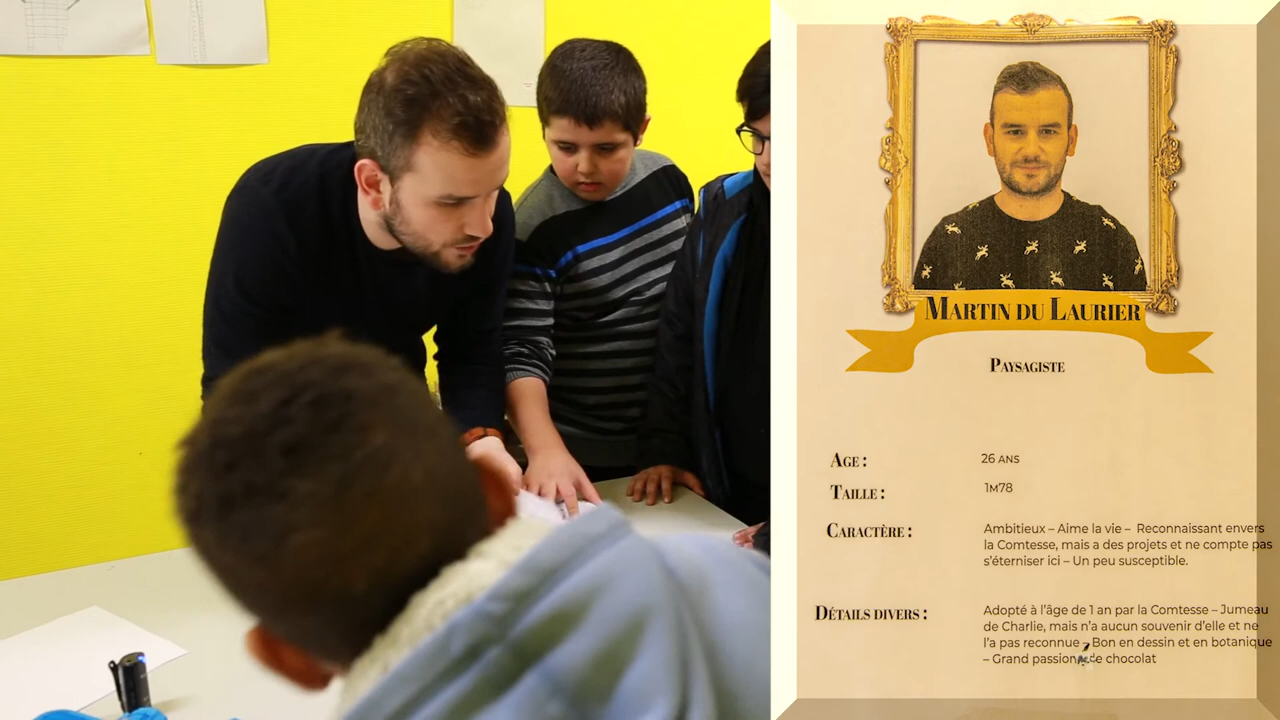 Martin du Laurier
Paysagiste
Age : 26 ans
Taille : 1m78
Caractère : Ambitieux – Aime la vie – Reconnaissant envers
la Comtesse, mais a des projets et ne compte pas
s'éterniser ici – Un peu susceptible.
Détails divers : Adopté à l'âge de 1 an par la Comtesse – Jumeau
de Charlie, mais n'a aucun souvenir d'elle et ne
l'a pas reconnue – Bon en dessin et en botanique
– Grand passion de chocolat